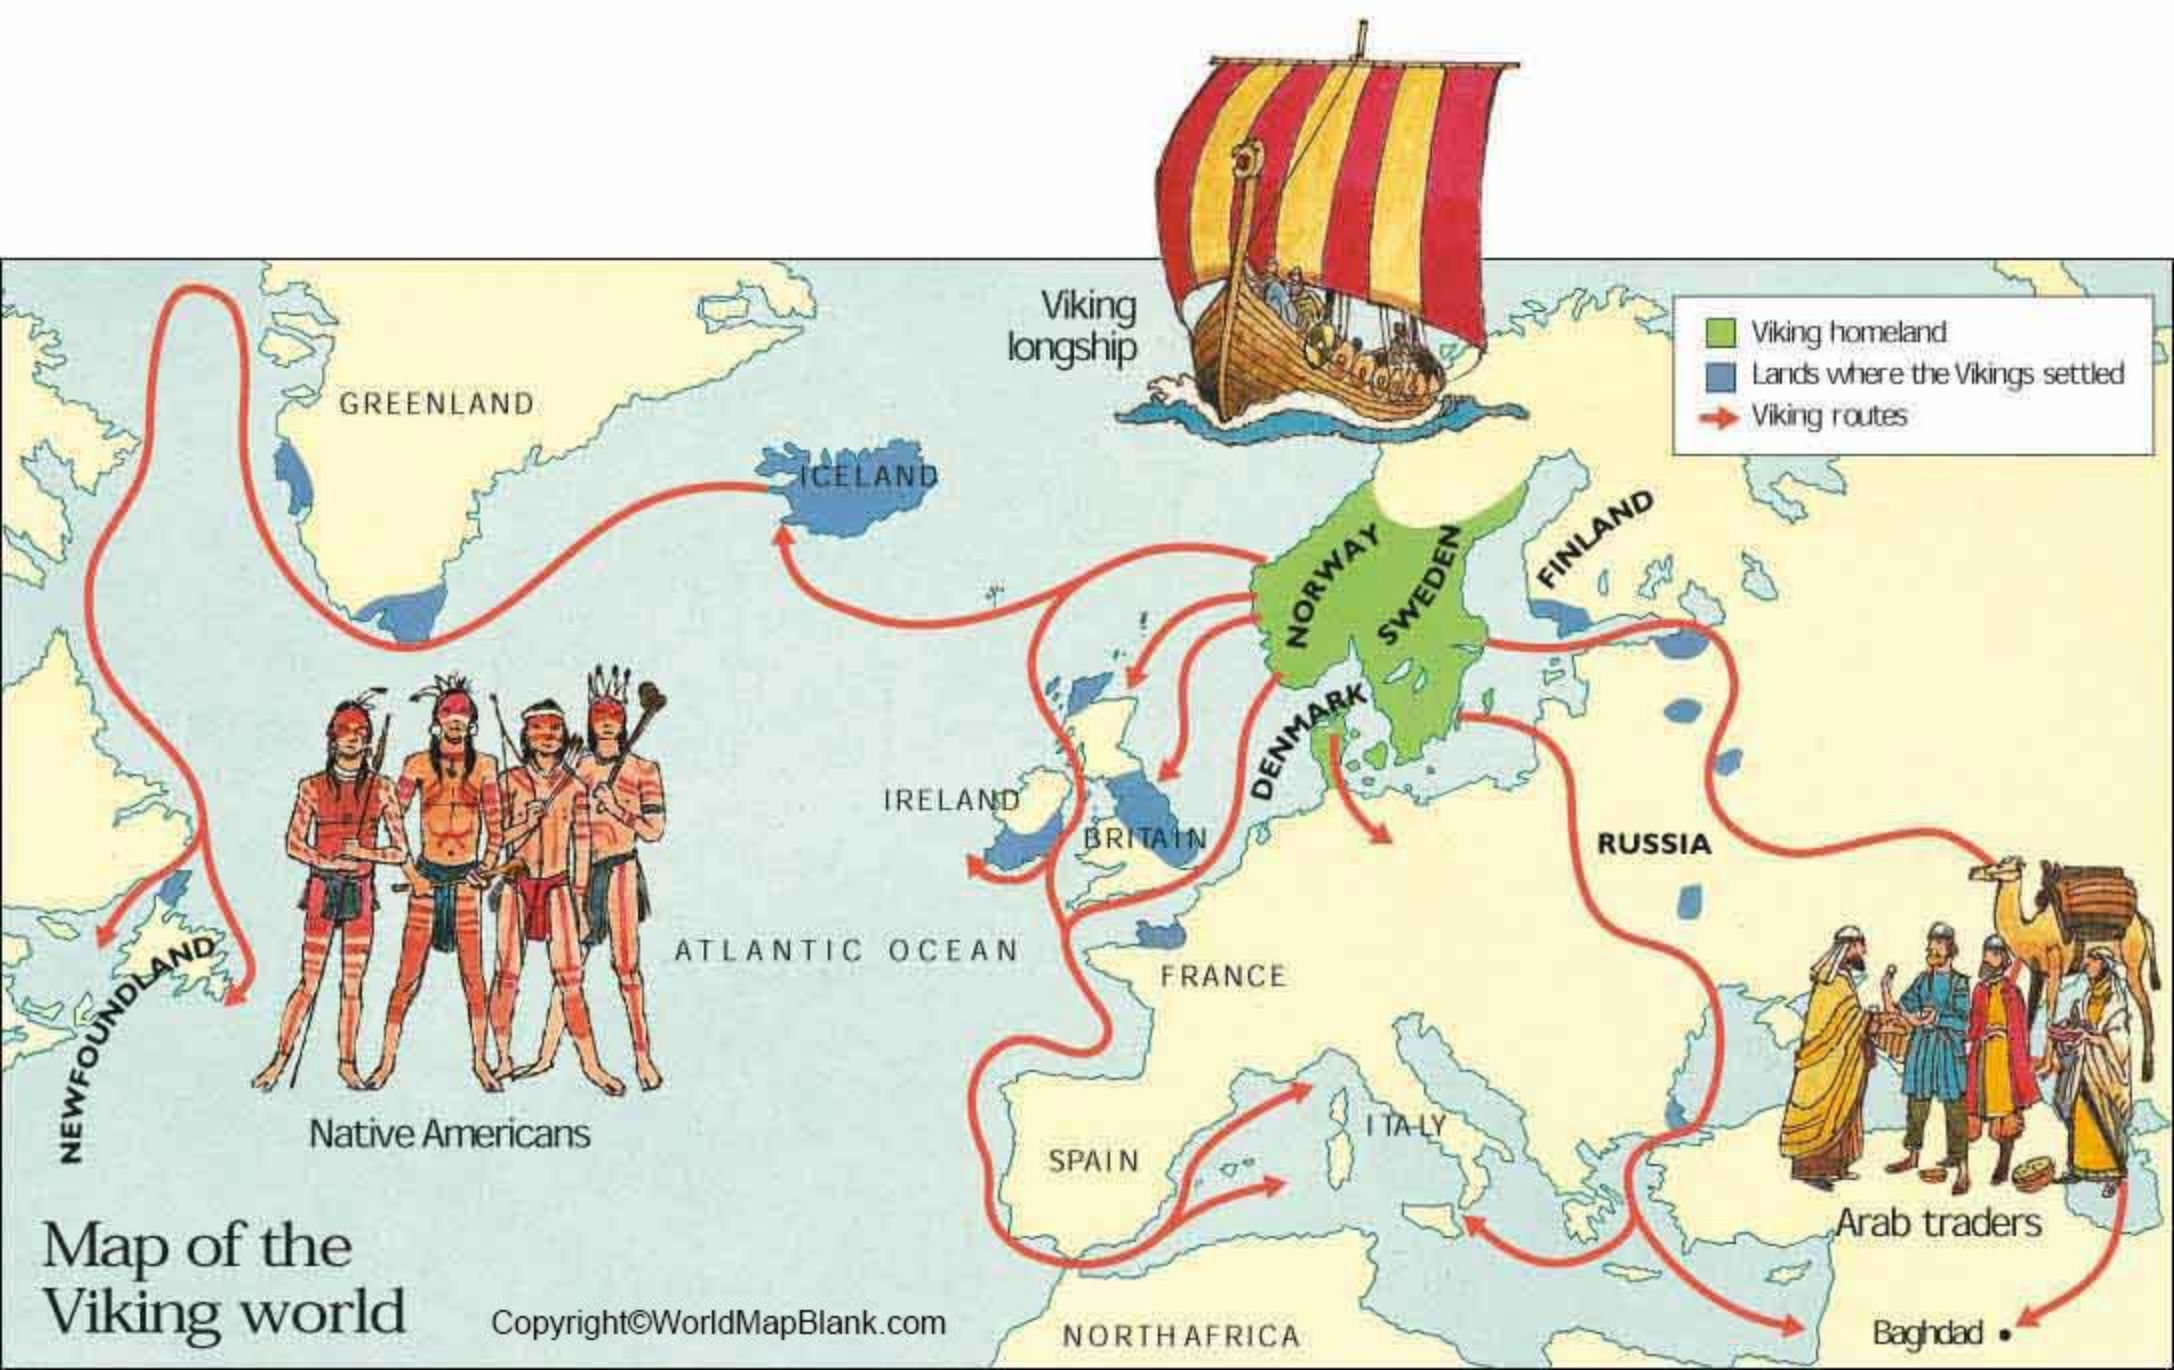 Viking
longship
Viking homeland
Lands where the Vikings settled
Viking routes
GREENLAND
ICELAND
NORWAY
SWEDEN
FINLAND
DENMARK
IRELAND
BRITAIN
RUSSIA
ATLANTIC OCEAN
FRANCE
NEWFOUNDLAND
Native Americans
SPAIN
ITALY
Arab traders
Map of the
Viking world
Copyright©WorldMapBlank.com
NORTH AFRICA
Baghdad